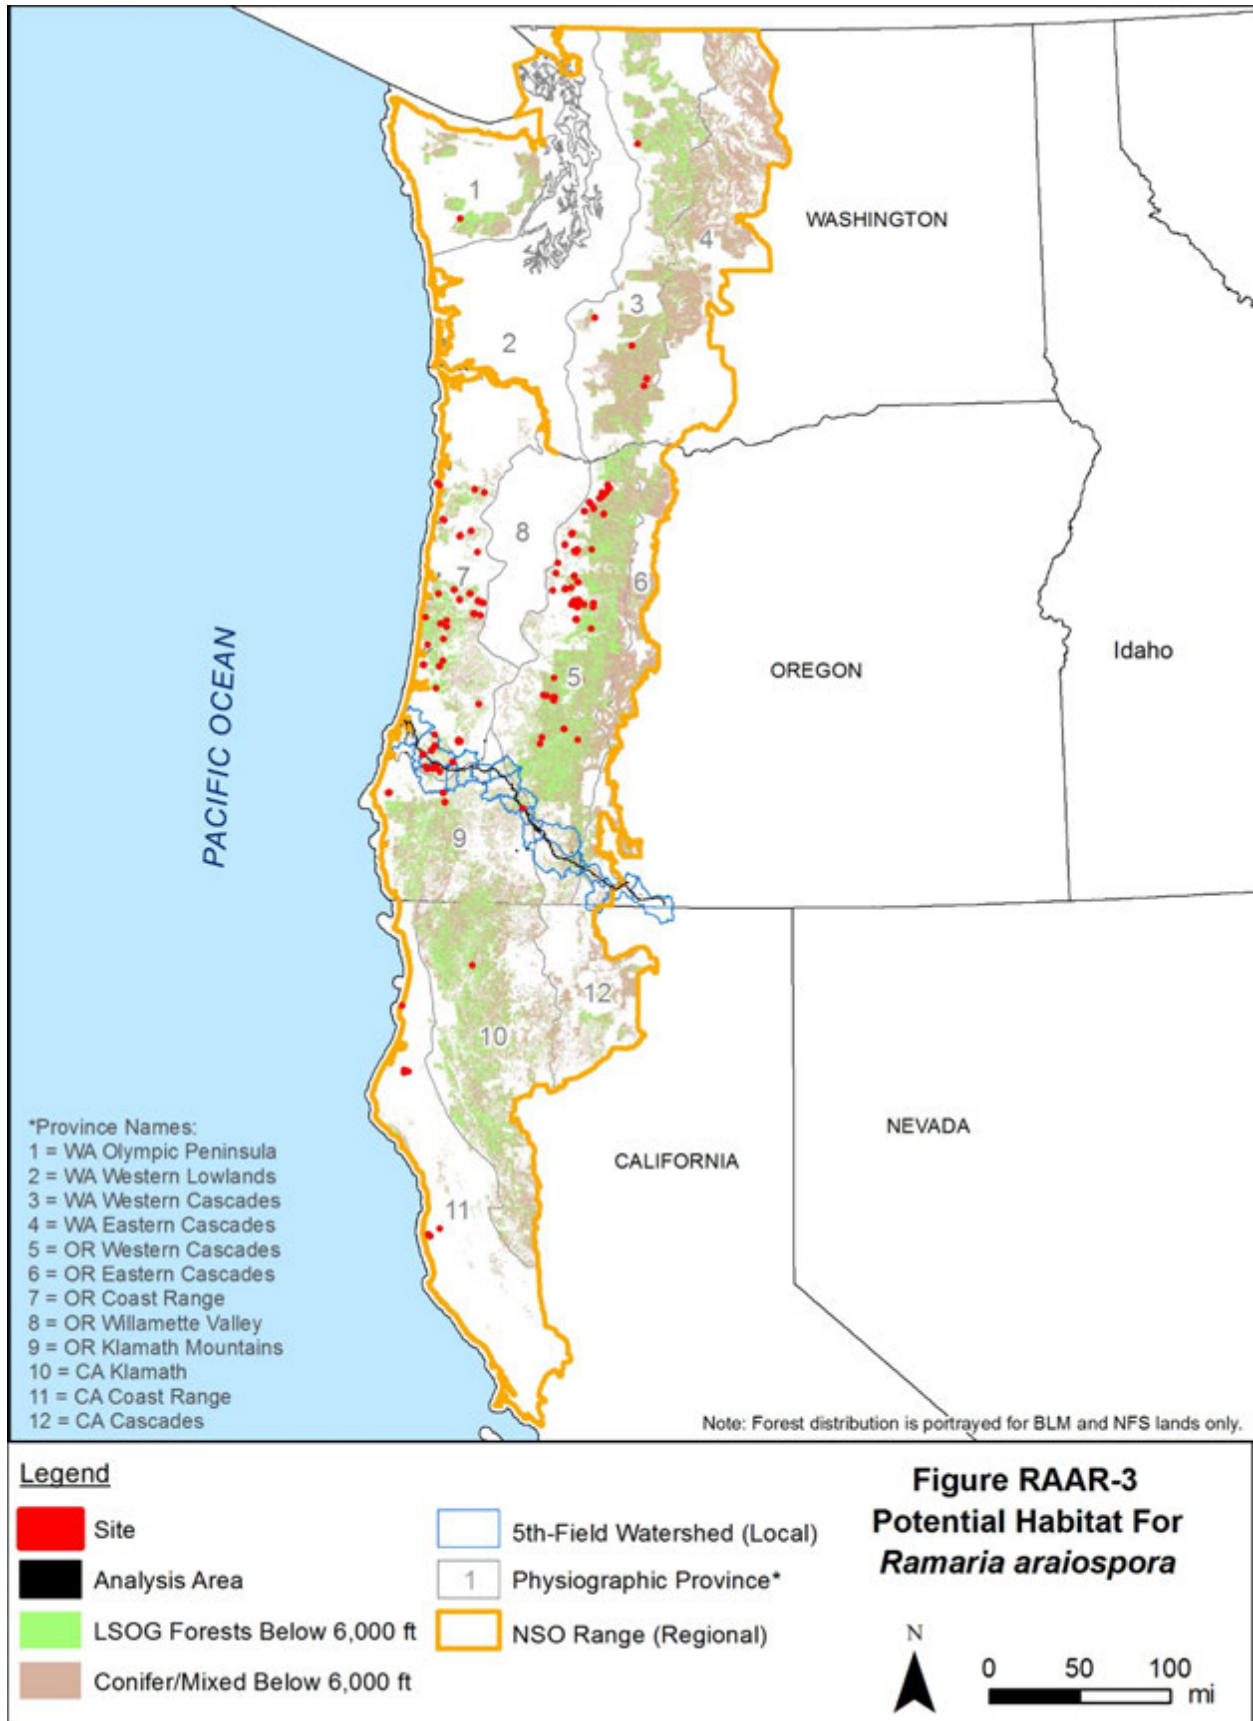 WASHINGTON
1
4
3
2
8
7
6
OREGON
Idaho
5
PACIFIC OCEAN
9
12
10
NEVADA
CALIFORNIA
11
*Province Names:
1 = WA Olympic Peninsula
2 = WA Western Lowlands
3 = WA Western Cascades
4 = WA Eastern Cascades
5 = OR Western Cascades
6 = OR Eastern Cascades
7 = OR Coast Range
8 = OR Willamette Valley
9 = OR Klamath Mountains
10 = CA Klamath
11 = CA Coast Range
12 = CA Cascades
Note: Forest distribution is portrayed for BLM and NFS lands only.
Legend
Site
Analysis Area
LSOG Forests Below 6,000 ft
Conifer/Mixed Below 6,000 ft
5th-Field Watershed (Local)
1 Physiographic Province*
NSO Range (Regional)
Figure RAAR-3
Potential Habitat For
Ramaria araiospora
N
0 50 100
mi